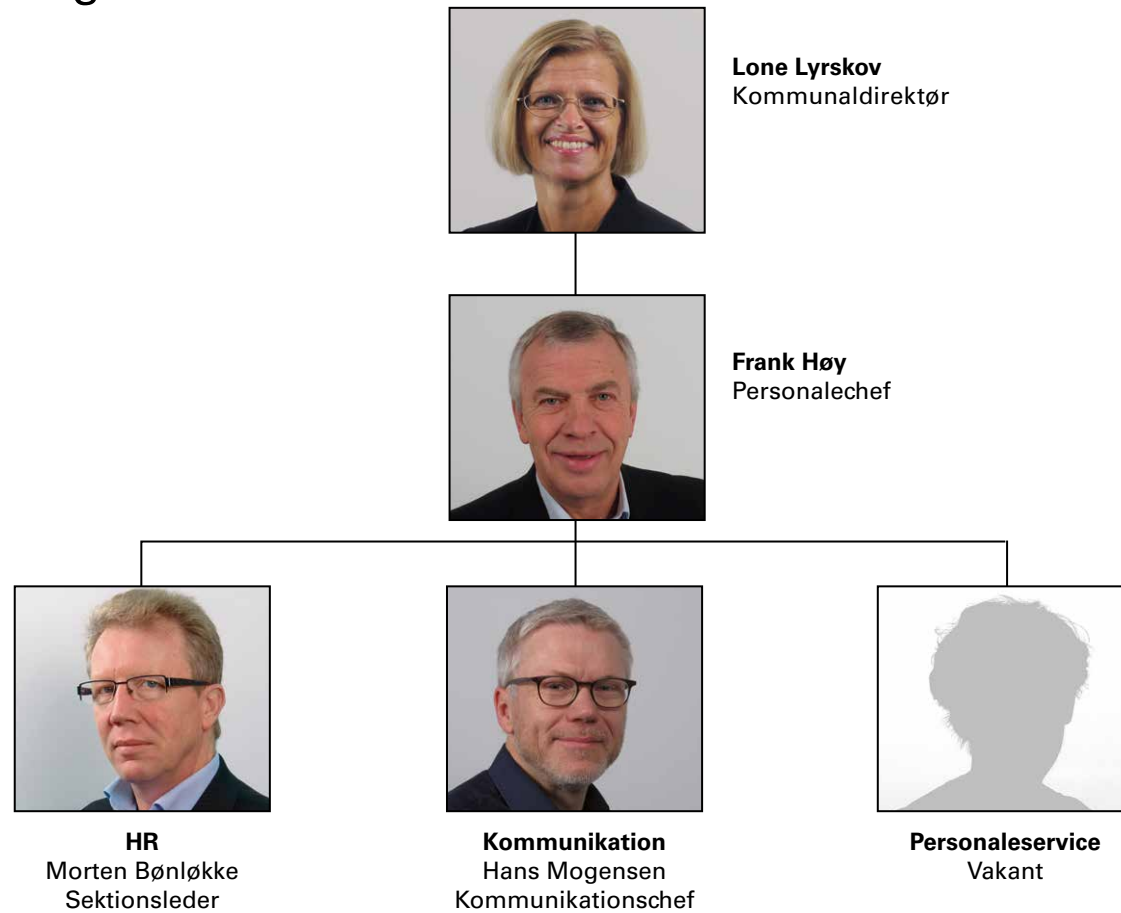 Lone Lyrskov
Kommunaldirektør
Frank Høy
Personalechef
HR
Morten Bønløkke
Sektionsleder
Kommunikation
Hans Mogensen
Kommunikationschef
Personaleservice
Vakant